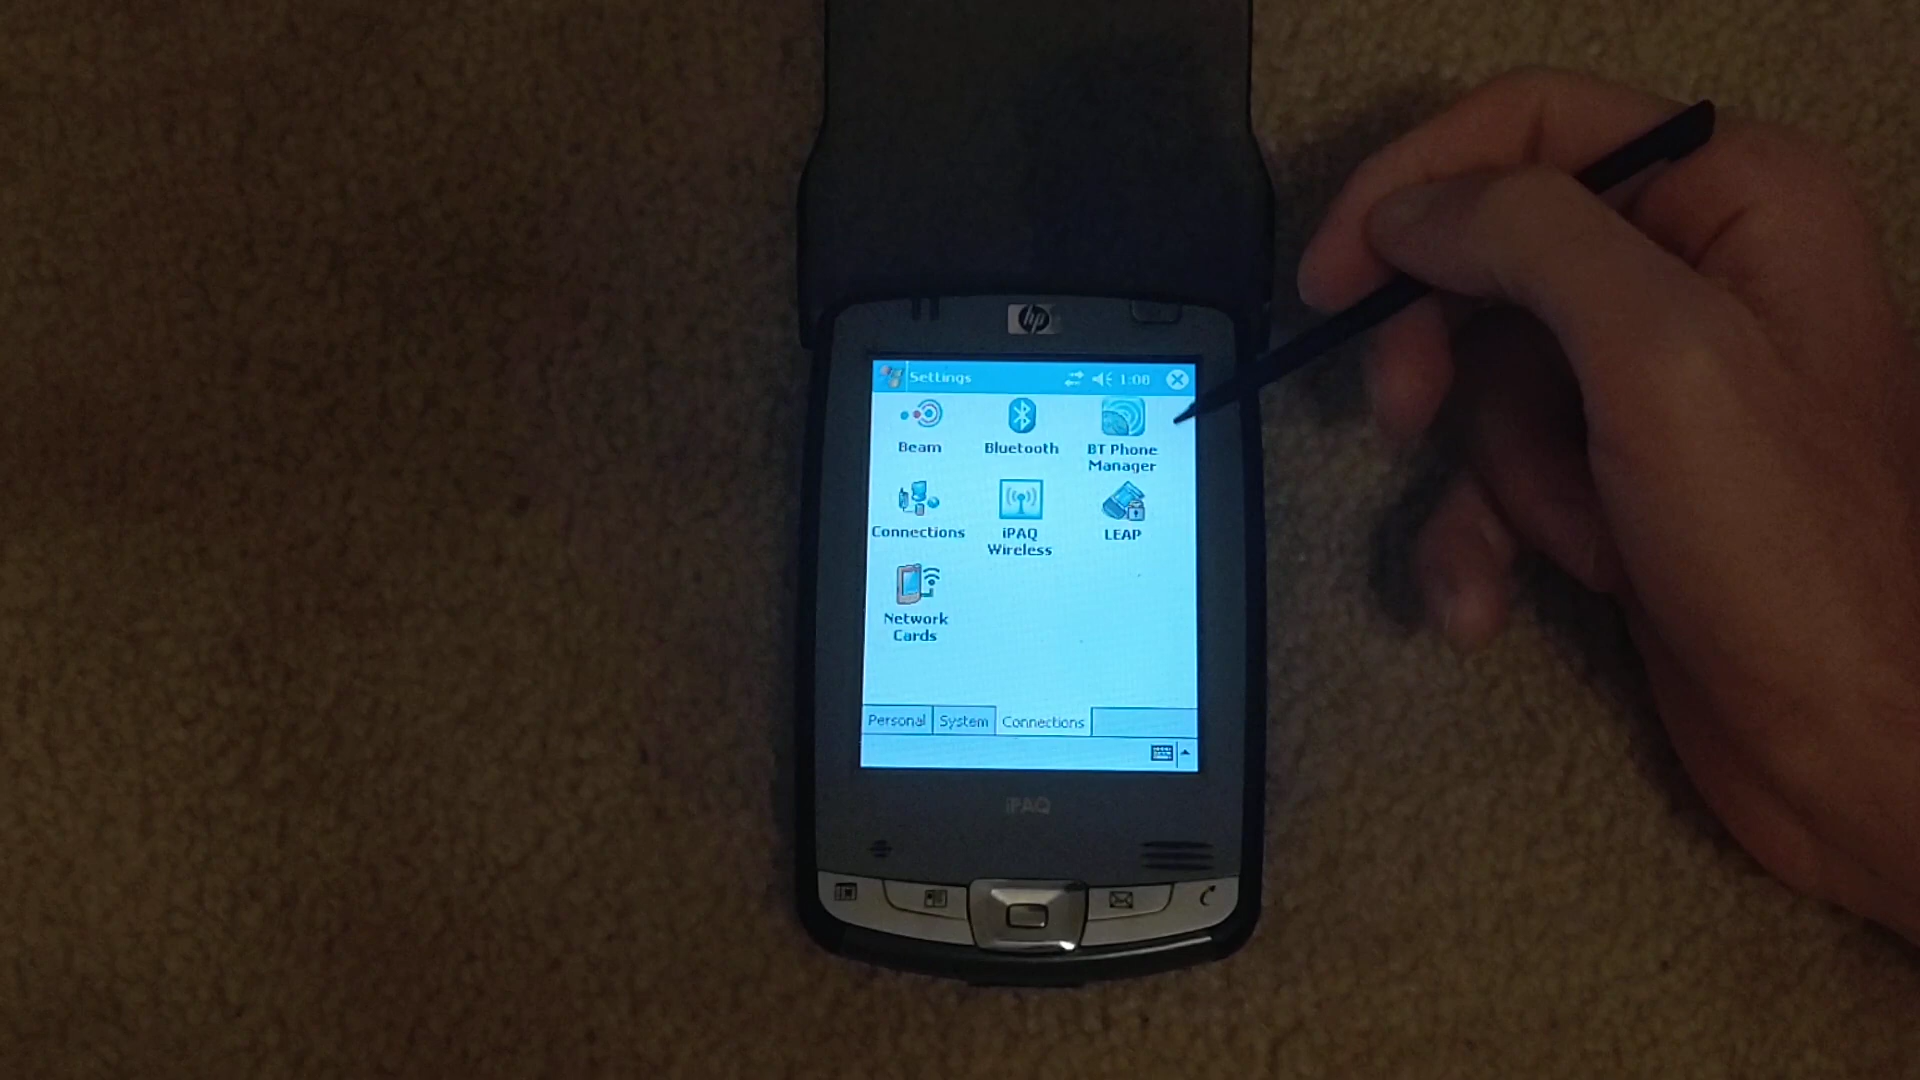 hp
Settings 1:08
Beam Bluetooth BT Phone
Manager
Connections iPAQ
Wireless LEAP
Network
Cards
Personal System Connections
iPAQ